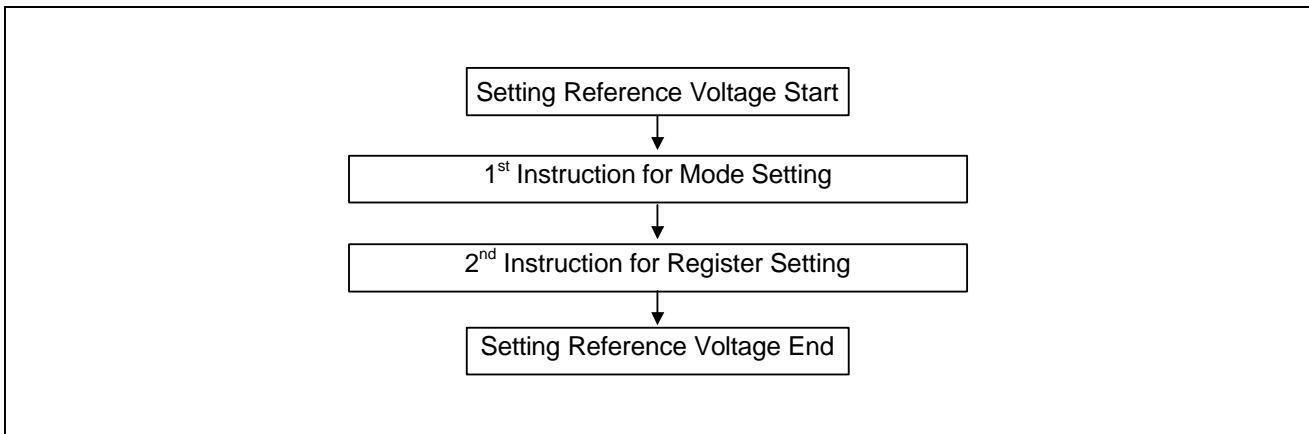 Setting Reference Voltage Start
1st Instruction for Mode Setting
2nd Instruction for Register Setting
Setting Reference Voltage End